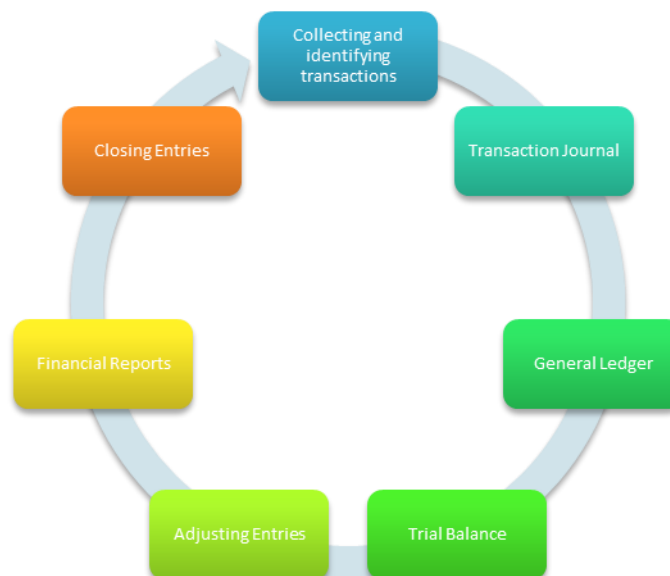 Collecting and
identifying
transactions
Transaction Journal
General Ledger
Trial Balance
Adjusting Entries
Financial Reports
Closing Entries